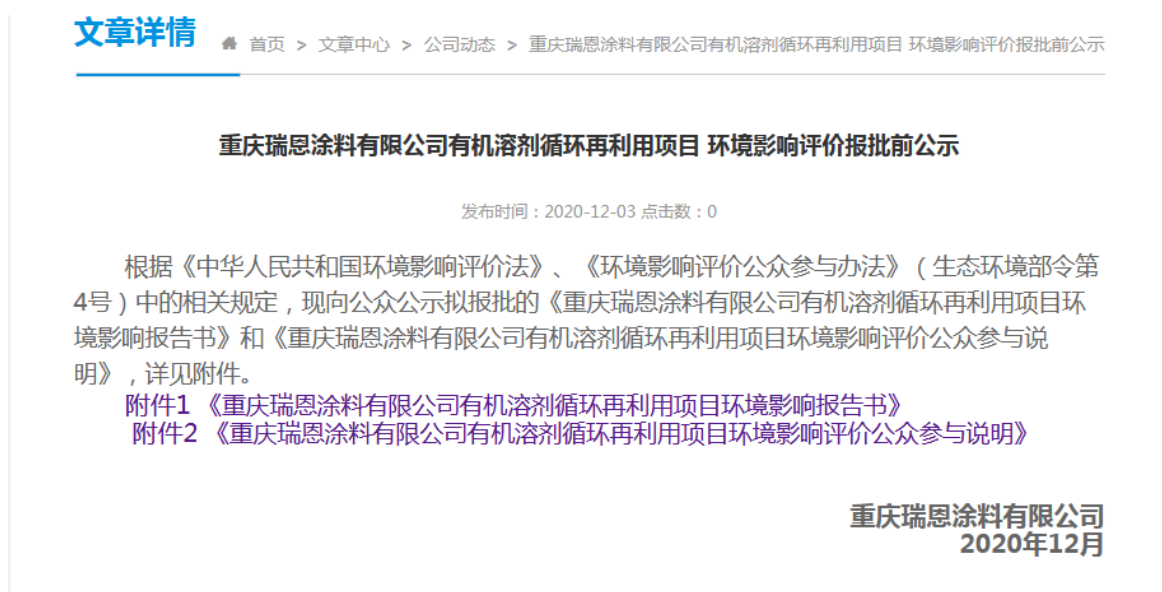 文章详情 首页 > 文章中心 > 公司动态 > 重庆瑞恩涂料有限公司有机溶剂循环再利用项目 环境影响评价报批前公示
重庆瑞恩涂料有限公司有机溶剂循环再利用项目 环境影响评价报批前公示
发布时间：2020-12-03 点击数：0
根据《中华人民共和国环境影响评价法》、《环境影响评价公众参与办法》（生态环境部令第
4号）中的相关规定，现向公众公示拟报批的《重庆瑞恩涂料有限公司有机溶剂循环再利用项目环
境影响报告书》和《重庆瑞恩涂料有限公司有机溶剂循环再利用项目环境影响评价公众参与说
明》，详见附件。
附件1《重庆瑞恩涂料有限公司有机溶剂循环再利用项目环境影响报告书》
附件2 《重庆瑞恩涂料有限公司有机溶剂循环再利用项目环境影响评价公众参与说明》
重庆瑞恩涂料有限公司
2020年12月